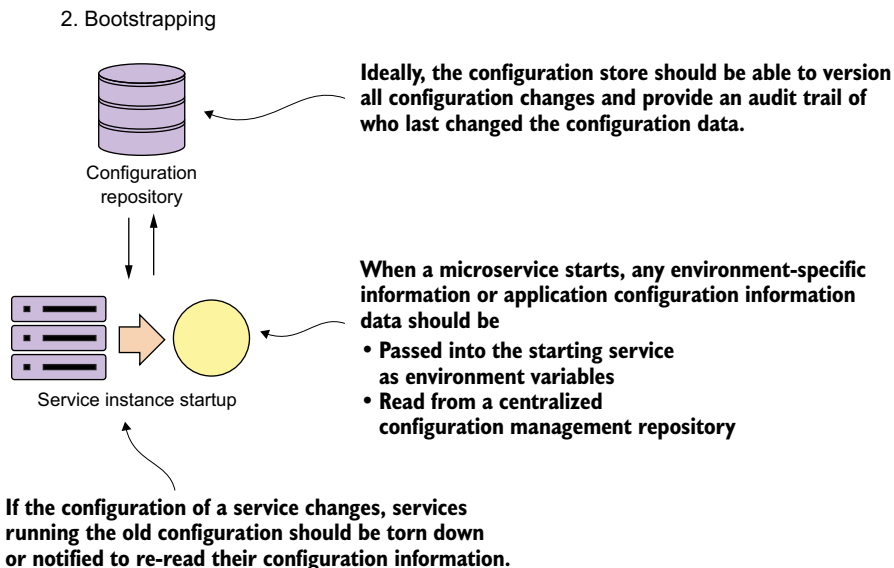 2. Bootstrapping
Ideally, the configuration store should be able to version
all configuration changes and provide an audit trail of
who last changed the configuration data.
Configuration
repository
When a microservice starts, any environment-specific
information or application configuration information
data should be
• Passed into the starting service
as environment variables
• Read from a centralized
configuration management repository
Service instance startup
If the configuration of a service changes, services
running the old configuration should be torn down
or notified to re-read their configuration information.